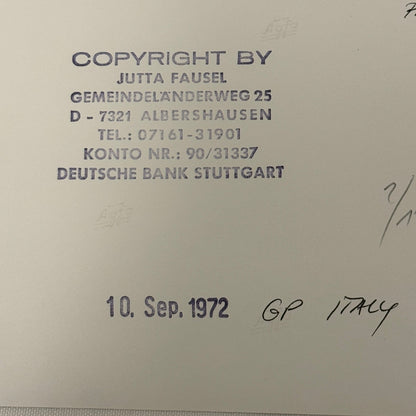 COPYRIGHT BY
JUTTA FAUSEL
GEMEINDELÄNDERWEG 25
D - 7321 ALBERSHAUSEN
TEL.: 07161-31901
KONTO NR.: 90/31337
DEUTSCHE BANK STUTTGART
10. Sep. 1972 GP ITALY